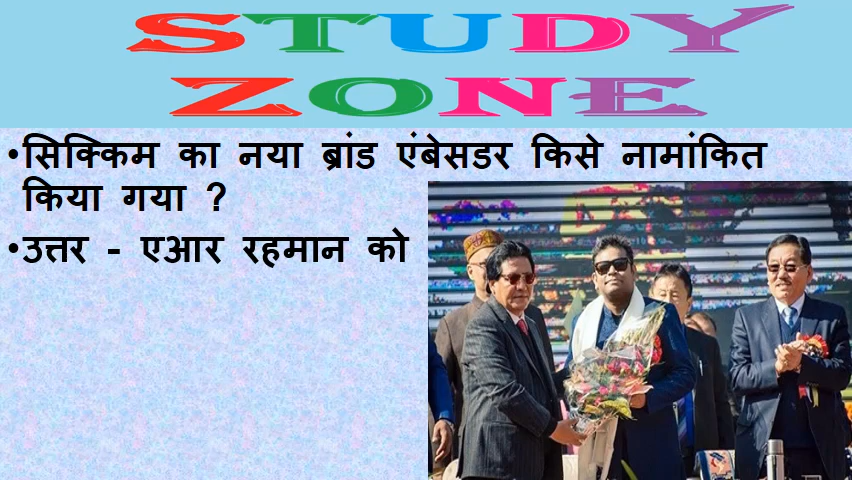 STUDY
ZONE
•सिक्किम का नया ब्रांड एंबेसडर किसे नामांकित
किया गया ?
•उत्तर - एआर रहमान को